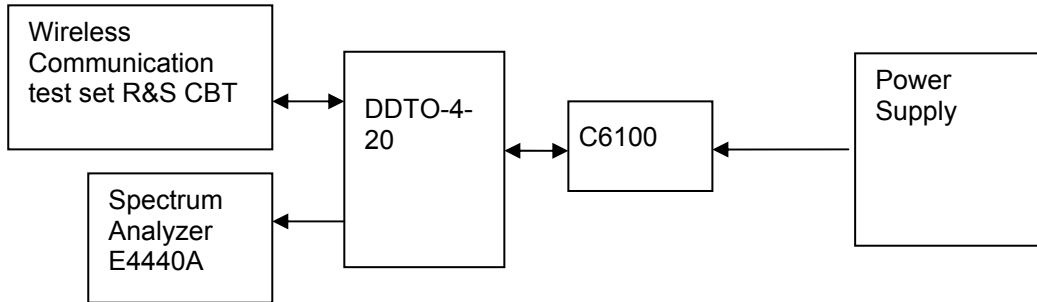 Wireless
Communication
test set R&S CBT
DDTO-4-
20
C6100
Power
Supply
Spectrum
Analyzer
E4440A